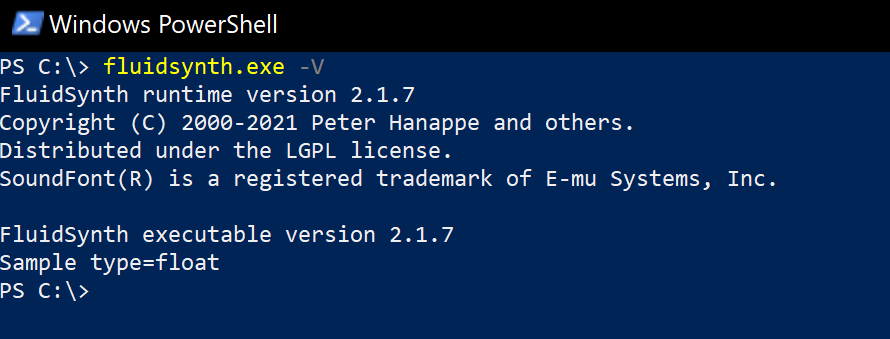 Windows PowerShell
PS C:\> fluidsynth.exe -V
FluidSynth runtime version 2.1.7
Copyright (C) 2000-2021 Peter Hanappe and others.
Distributed under the LGPL license.
SoundFont(R) is a registered trademark of E-mu Systems, Inc.
FluidSynth executable version 2.1.7
Sample type=float
PS C:\>